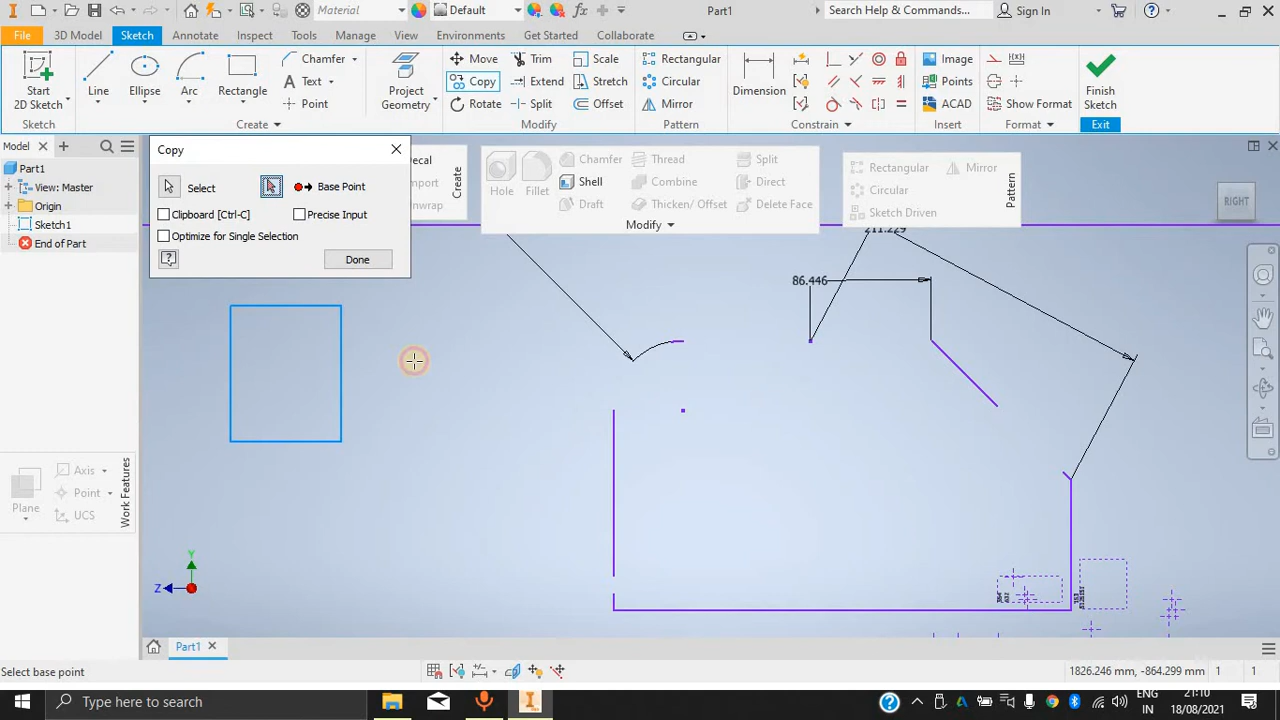 Material
Default
Part1
Search Help & Commands...
Sign In
File
3D Model
Sketch
Annotate
Inspect
Tools
Manage
View
Environments
Get Started
Collaborate
Start
2D Sketch
Line
Ellipse
Arc
Rectangle
Chamfer
Text
Point
Project
Geometry
Move
Copy
Rotate
Trim
Extend
Split
Scale
Stretch
Offset
Rectangular
Circular
Mirror
Dimension
Image
Points
ACAD
Show Format
Finish
Sketch
Sketch
Create
Modify
Pattern
Constrain
Insert
Format
Exit
Model
Part1
View: Master
Origin
Sketch1
End of Part
Copy
Select
Base Point
Clipboard [Ctrl-C]
Precise Input
Optimize for Single Selection
Done
Create
Hole
Fillet
Chamfer
Shell
Draft
Thread
Combine
Thicken/ Offset
Split
Direct
Delete Face
Modify
Rectangular
Mirror
Circular
Sketch Driven
Pattern
RIGHT
211.229
86.446
Plane
Axis
Point
UCS
Work Features
Y
Z
Part1
Select base point
1826.246 mm, -864.299 mm
1
1
Type here to search
ENG
IN
21:10
18/08/2021